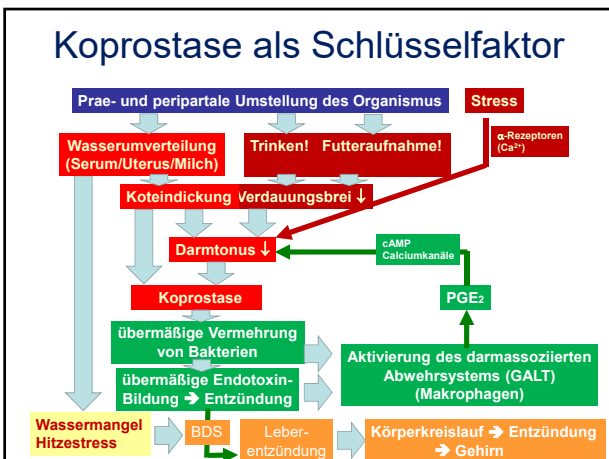 Koprostase als Schlüsselfaktor
Prae- und peripartale Umstellung des Organismus
Stress
Wasserumverteilung
(Serum/Uterus/Milch)
Trinken! Futteraufnahme!
α-Rezeptoren
(Ca²⁺)
Koteindickung Verdauungsbrei ↓
Darmtonus ↓
cAMP
Calciumkanäle
Koprostase
PGE₂
übermäßige Vermehrung
von Bakterien
Aktivierung des darmassoziierten
Abwehrsystems (GALT)
(Makrophagen)
übermäßige Endotoxin-
Bildung ➔ Entzündung
Wassermangel
Hitzestress
BDS
Leber-
entzündung
Körperkreislauf ➔ Entzündung
➔ Gehirn